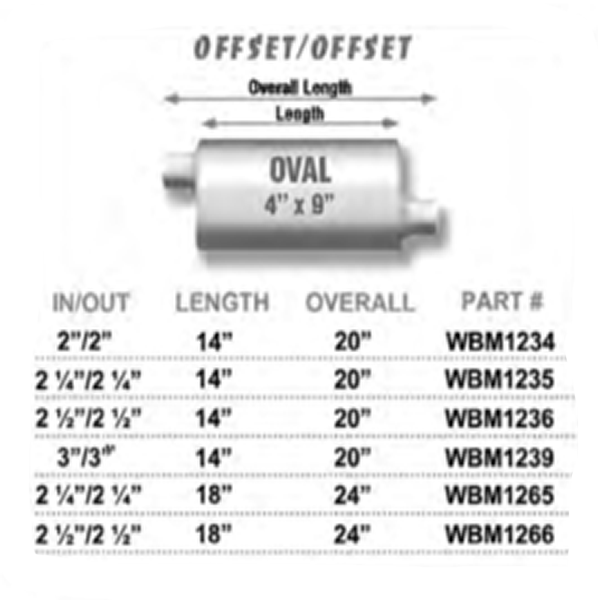 OFFSET/OFFSET
Overall Length
Length
OVAL
4” x 9”
IN/OUT LENGTH OVERALL PART #
2”/2” 14” 20” WBM1234
2 ¼”/2 ¼” 14” 20” WBM1235
2 ½”/2 ½” 14” 20” WBM1236
3”/3” 14” 20” WBM1239
2 ¼”/2 ¼” 18” 24” WBM1265
2 ½”/2 ½” 18” 24” WBM1266